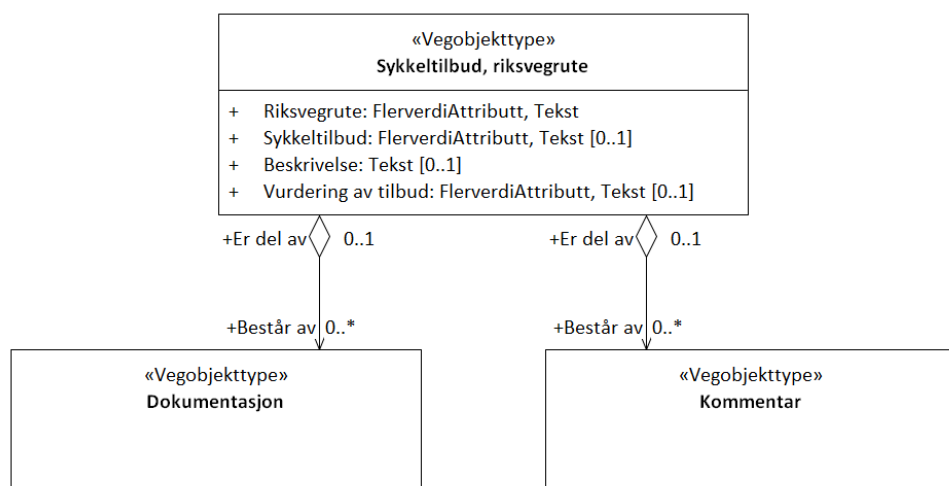 «Vegobjekttype»
Sykkeltilbud, riksvegrute
+ Riksvegrute: FlerverdiAttributt, Tekst
+ Sykkeltilbud: FlerverdiAttributt, Tekst [0..1]
+ Beskrivelse: Tekst [0..1]
+ Vurdering av tilbud: FlerverdiAttributt, Tekst [0..1]
+Er del av 0..1
+Er del av 0..1
+Består av 0..*
+Består av 0..*
«Vegobjekttype»
Dokumentasjon
«Vegobjekttype»
Kommentar